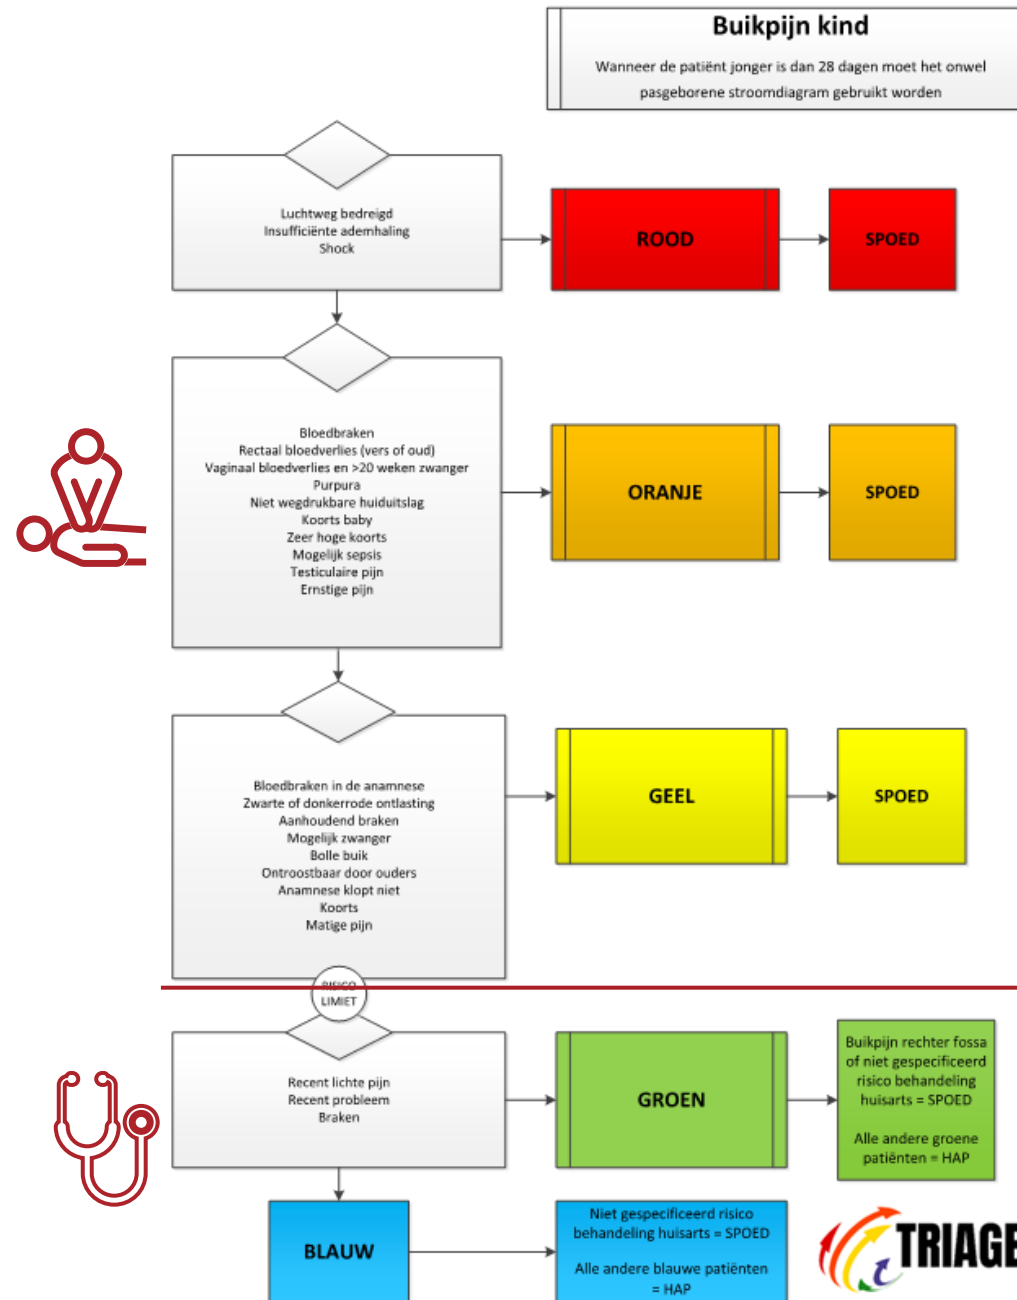 Buikpijn kind
Wanneer de patiënt jonger is dan 28 dagen moet het onwel
pasgeborene stroomdiagram gebruikt worden
Luchtweg bedreigd
Insufficiënte ademhaling
Shock
ROOD
SPOED
Bloedbraken
Rectaal bloedverlies (vers of oud)
Vaginaal bloedverlies en >20 weken zwanger
Purpura
Niet wegdrukbare huiduitslag
Koorts baby
Zeer hoge koorts
Mogelijk sepsis
Testiculaire pijn
Ernstige pijn
ORANJE
SPOED
Bloedbraken in de anamnese
Zwarte of donkerrode ontlasting
Aanhoudend braken
Mogelijk zwanger
Bolle buik
Ontroostbaar door ouders
Anamnese klopt niet
Koorts
Matige pijn
GEEL
SPOED
RISICO
LIMIET
Recent lichte pijn
Recent probleem
Braken
GROEN
Buikpijn rechter fossa
of niet gespecificeerd
risico behandeling
huisarts = SPOED
Alle andere groene
patiënten = HAP
BLAUW
Niet gespecificeerd risico
behandeling huisarts = SPOED
Alle andere blauwe patiënten
= HAP
TRIAGE